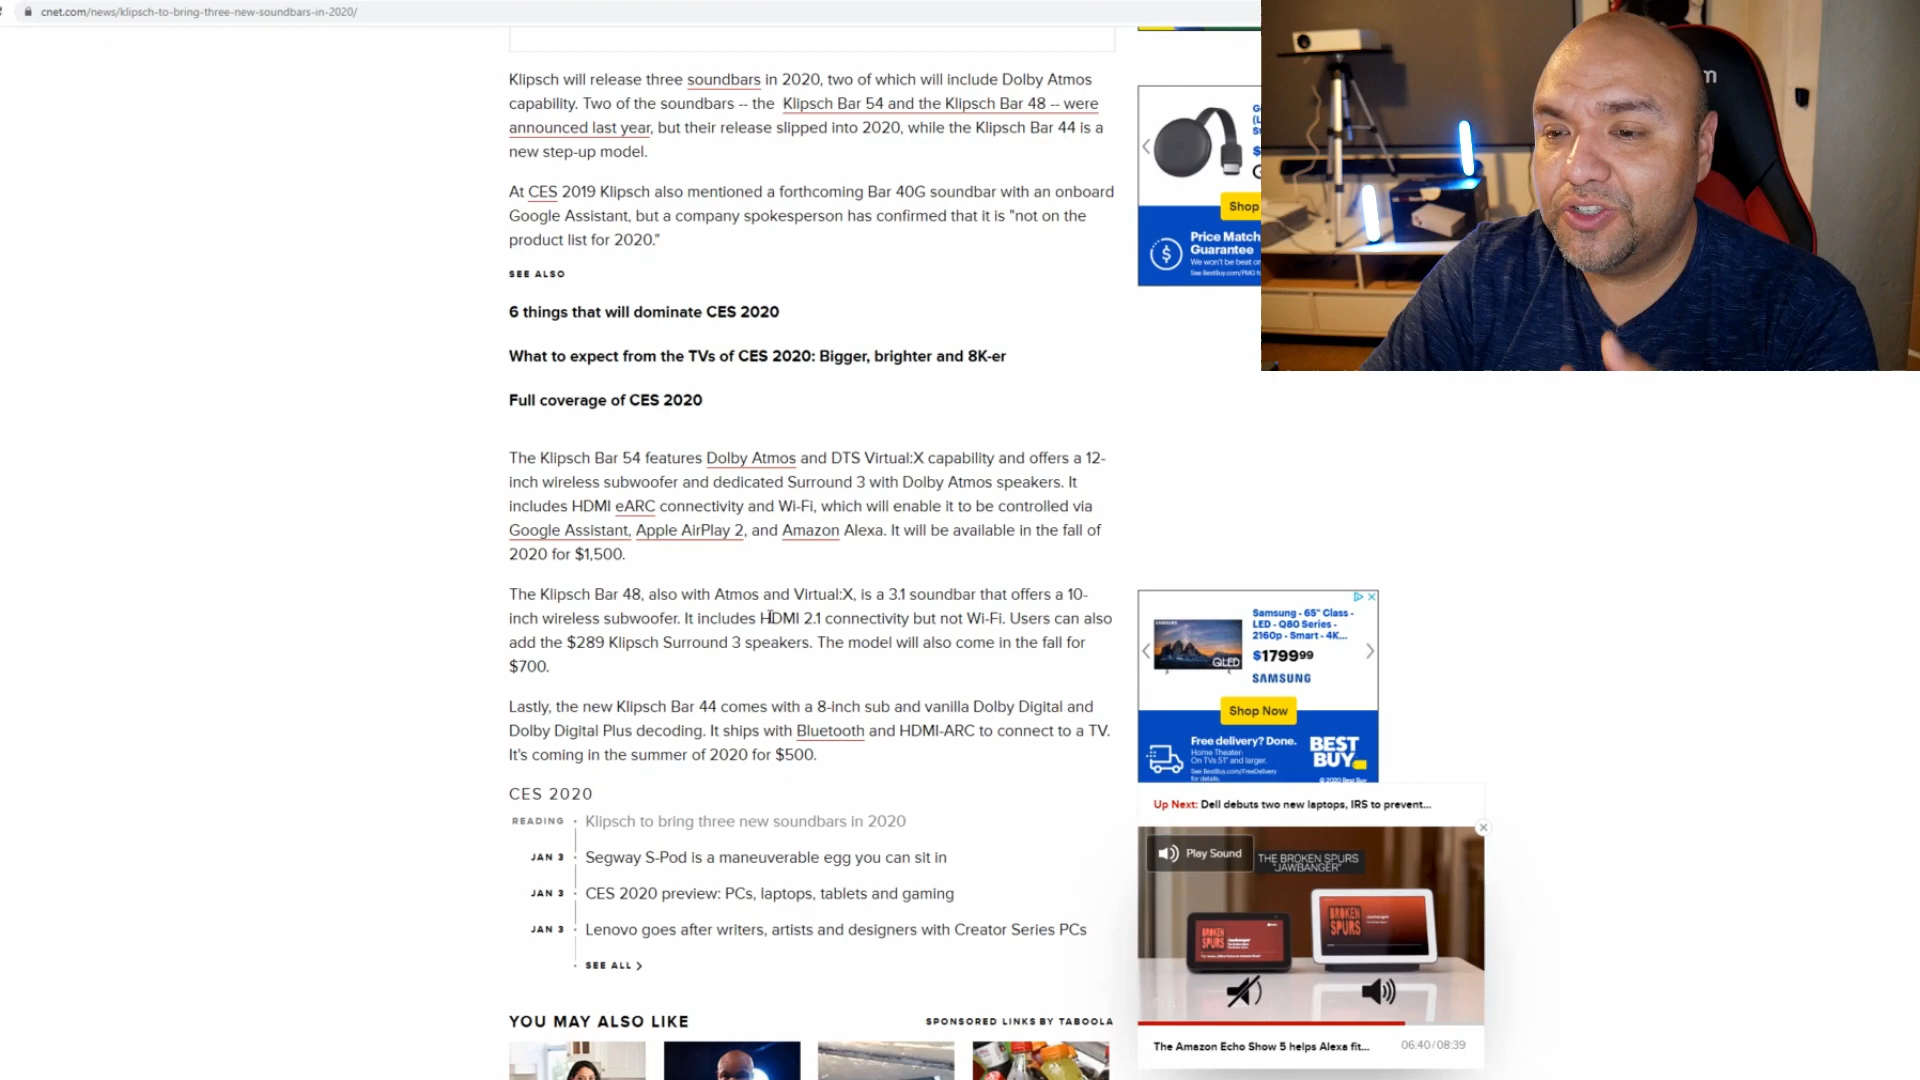 cnet.com/news/klipsch-to-bring-three-new-soundbars-in-2020/
Klipsch will release three soundbars in 2020, two of which will include Dolby Atmos
capability. Two of the soundbars -- the Klipsch Bar 54 and the Klipsch Bar 48 -- were
announced last year, but their release slipped into 2020, while the Klipsch Bar 44 is a
new step-up model.
At CES 2019 Klipsch also mentioned a forthcoming Bar 40G soundbar with an onboard
Google Assistant, but a company spokesperson has confirmed that it is "not on the
product list for 2020."
SEE ALSO
6 things that will dominate CES 2020
What to expect from the TVs of CES 2020: Bigger, brighter and 8K-er
Full coverage of CES 2020
The Klipsch Bar 54 features Dolby Atmos and DTS Virtual:X capability and offers a 12-
inch wireless subwoofer and dedicated Surround 3 with Dolby Atmos speakers. It
includes HDMI eARC connectivity and Wi-Fi, which will enable it to be controlled via
Google Assistant, Apple AirPlay 2, and Amazon Alexa. It will be available in the fall of
2020 for $1,500.
The Klipsch Bar 48, also with Atmos and Virtual:X, is a 3.1 soundbar that offers a 10-
inch wireless subwoofer. It includes HDMI 2.1 connectivity but not Wi-Fi. Users can also
add the $289 Klipsch Surround 3 speakers. The model will also come in the fall for
$700.
Lastly, the new Klipsch Bar 44 comes with a 8-inch sub and vanilla Dolby Digital and
Dolby Digital Plus decoding. It ships with Bluetooth and HDMI-ARC to connect to a TV.
It's coming in the summer of 2020 for $500.
CES 2020
READING Klipsch to bring three new soundbars in 2020
JAN 3 Segway S-Pod is a maneuverable egg you can sit in
JAN 3 CES 2020 preview: PCs, laptops, tablets and gaming
JAN 3 Lenovo goes after writers, artists and designers with Creator Series PCs
SEE ALL
YOU MAY ALSO LIKE
SPONSORED LINKS BY TABOOLA
Shop
Price Match
Guarantee
We won't be beat on
See BestBuy.com/PMG
Samsung - 65" Class -
LED - Q80 Series -
2160p - Smart - 4K...
$1799.99
SAMSUNG
SAMSUNG
QLED
Shop Now
Free delivery? Done.
Home Theater:
On TVs 51" and larger.
See BestBuy.com/FreeDelivery
for details.
BEST
BUY
© 2020 Best Buy
Up Next: Dell debuts two new laptops, IRS to prevent...
Play Sound
THE BROKEN SPURS
"JAWBANGER"
BROKEN
SPURS
BROKEN
SPURS
The Amazon Echo Show 5 helps Alexa fit...
06:40/08:39